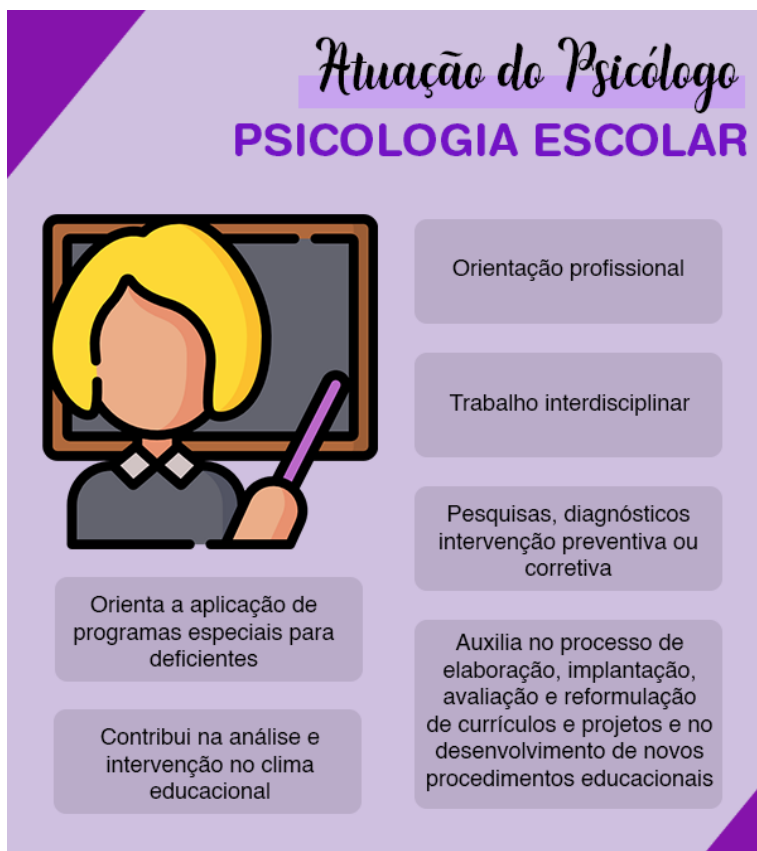 Atuação do Psicólogo
PSICOLOGIA ESCOLAR
Orientação profissional
Trabalho interdisciplinar
Pesquisas, diagnósticos
intervenção preventiva ou
corretiva
Auxilia no processo de
elaboração, implantação,
avaliação e reformulação
de currículos e projetos e no
desenvolvimento de novos
procedimentos educacionais
Orienta a aplicação de
programas especiais para
deficientes
Contribui na análise e
intervenção no clima
educacional